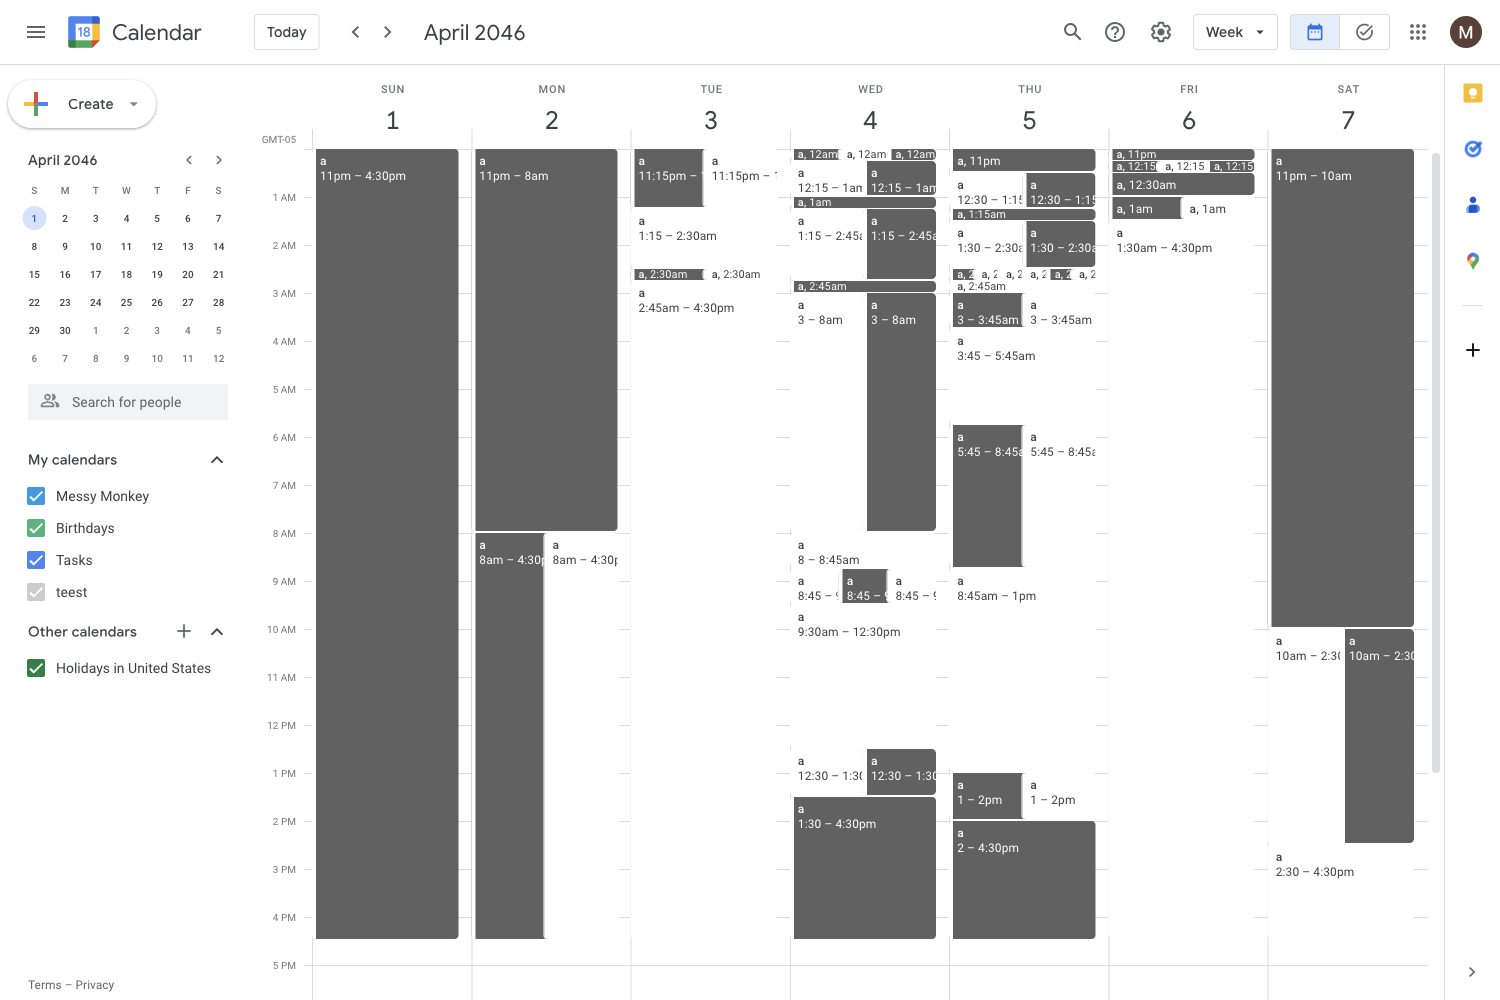 18 Calendar Today April 2046 Week M
Create
SUN MON TUE WED THU FRI SAT
1 2 3 4 5 6 7
GMT-05
April 2046
S M T W T F S
1 2 3 4 5 6 7
8 9 10 11 12 13 14
15 16 17 18 19 20 21
22 23 24 25 26 27 28
29 30 1 2 3 4 5
6 7 8 9 10 11 12
Search for people
My calendars
Messy Monkey
Birthdays
Tasks
teest
Other calendars
Holidays in United States
Terms – Privacy
1 AM
2 AM
3 AM
4 AM
5 AM
6 AM
7 AM
8 AM
9 AM
10 AM
11 AM
12 PM
1 PM
2 PM
3 PM
4 PM
5 PM
a
11pm – 4:30pm
a
11pm – 8am
a
8am – 4:30p
a
8am – 4:30p
a
11:15pm –
a
11:15pm –
a
1:15 – 2:30am
a, 2:30am
a, 2:30am
a
2:45am – 4:30pm
a, 12am
a, 12am
a, 12am
a
12:15 – 1am
a
12:15 – 1am
a, 1am
a
1:15 – 2:45a
a
1:15 – 2:45a
a, 2:45am
a
3 – 8am
a
3 – 8am
a
8 – 8:45am
a
8:45 –
a
8:45 –
a
8:45 – 9
a
9:30am – 12:30pm
a
12:30 – 1:30
a
12:30 – 1:30
a
1:30 – 4:30pm
a, 11pm
a
12:30 – 1:15
a
12:30 – 1:15
a, 1:15am
a
1:30 – 2:30a
a
1:30 – 2:30a
a, 2
a, 2
a, 2
a, 2
a, 2
a, 2
a, 2:45am
a
3 – 3:45am
a
3 – 3:45am
a
3:45 – 5:45am
a
5:45 – 8:45a
a
5:45 – 8:45a
a
8:45am – 1pm
a
1 – 2pm
a
1 – 2pm
a
2 – 4:30pm
a, 11pm
a, 12:15
a, 12:15
a, 12:15
a, 12:30am
a, 1am
a, 1am
a
1:30am – 4:30pm
a
11pm – 10am
a
10am – 2:30
a
10am – 2:30
a
2:30 – 4:30pm